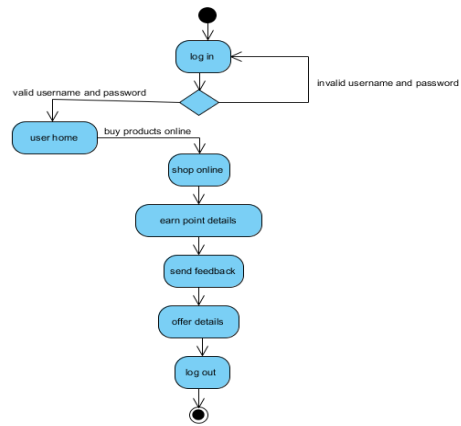 log in
invalid username and password
valid username and password
user home
buy products online
shop online
earn point details
send feedback
offer details
log out